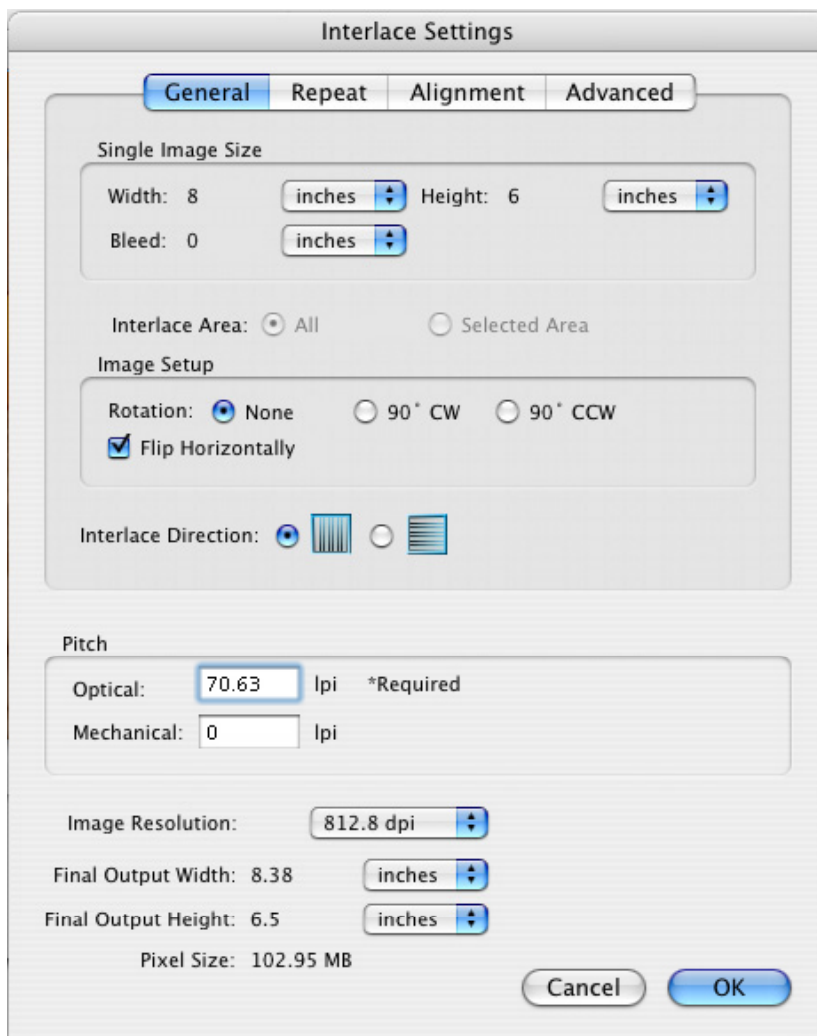 Interlace Settings
General Repeat Alignment Advanced
Single Image Size
Width: 8 inches Height: 6 inches
Bleed: 0 inches
Interlace Area: All Selected Area
Image Setup
Rotation: None 90° CW 90° CCW
Flip Horizontally
Interlace Direction:
Pitch
Optical: 70.63 lpi *Required
Mechanical: 0 lpi
Image Resolution: 812.8 dpi
Final Output Width: 8.38 inches
Final Output Height: 6.5 inches
Pixel Size: 102.95 MB
Cancel OK